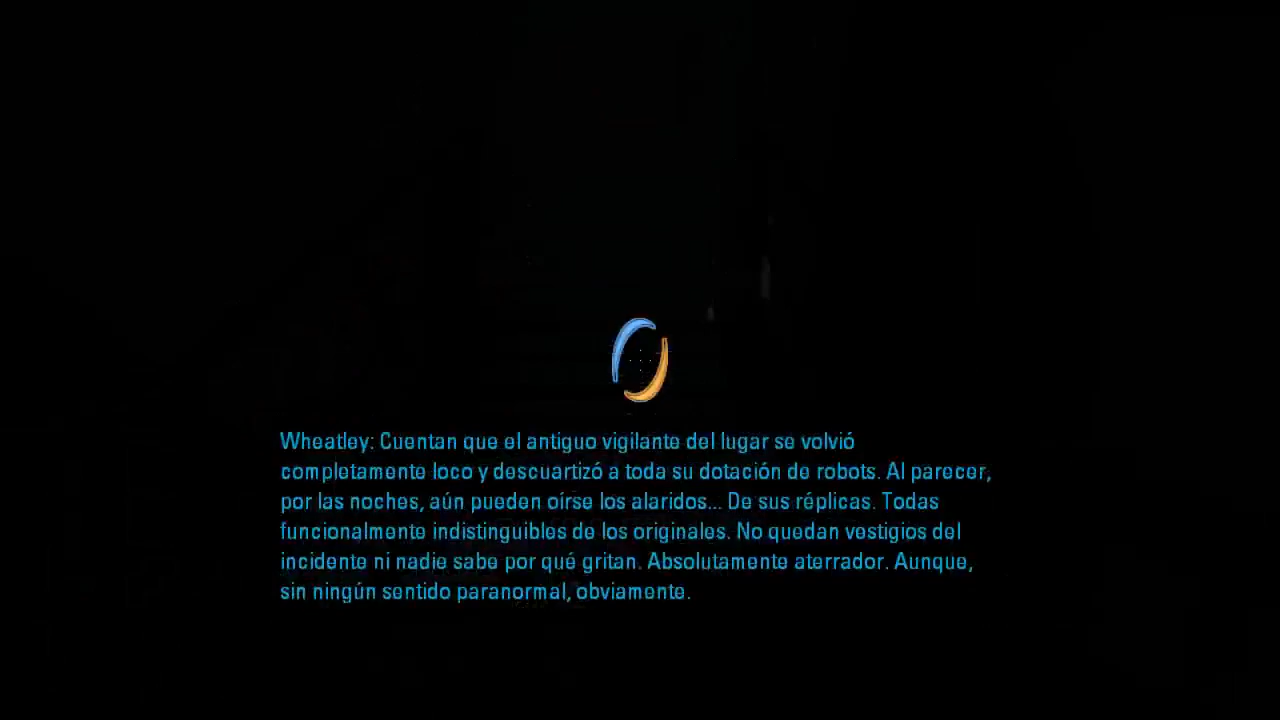 Wheatley: Cuentan que el antiguo vigilante del lugar se volvió
completamente loco y descuartizó a toda su dotación de robots. Al parecer,
por las noches, aún pueden oírse los alaridos... De sus réplicas. Todas
funcionalmente indistinguibles de los originales. No quedan vestigios del
incidente ni nadie sabe por qué gritan. Absolutamente aterrador. Aunque,
sin ningún sentido paranormal, obviamente.